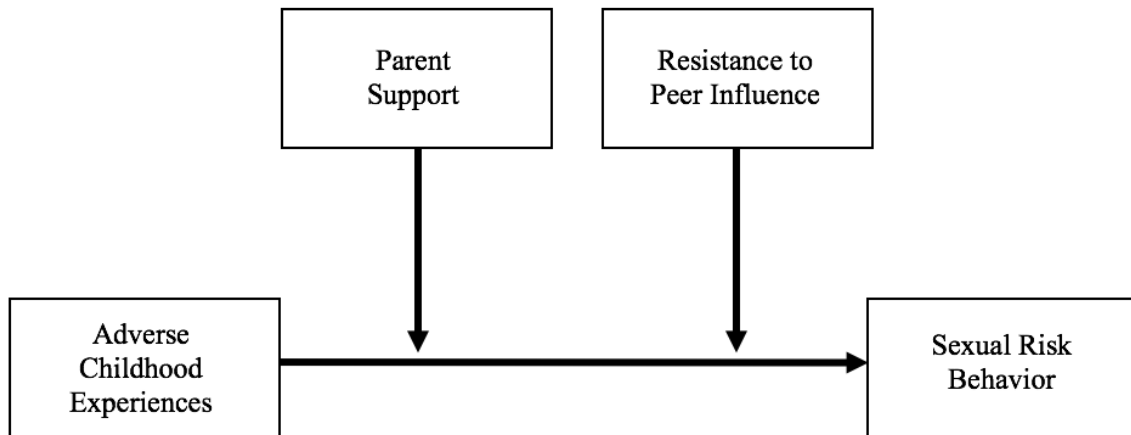 Parent
Support
Resistance to
Peer Influence
Adverse
Childhood
Experiences
Sexual Risk
Behavior